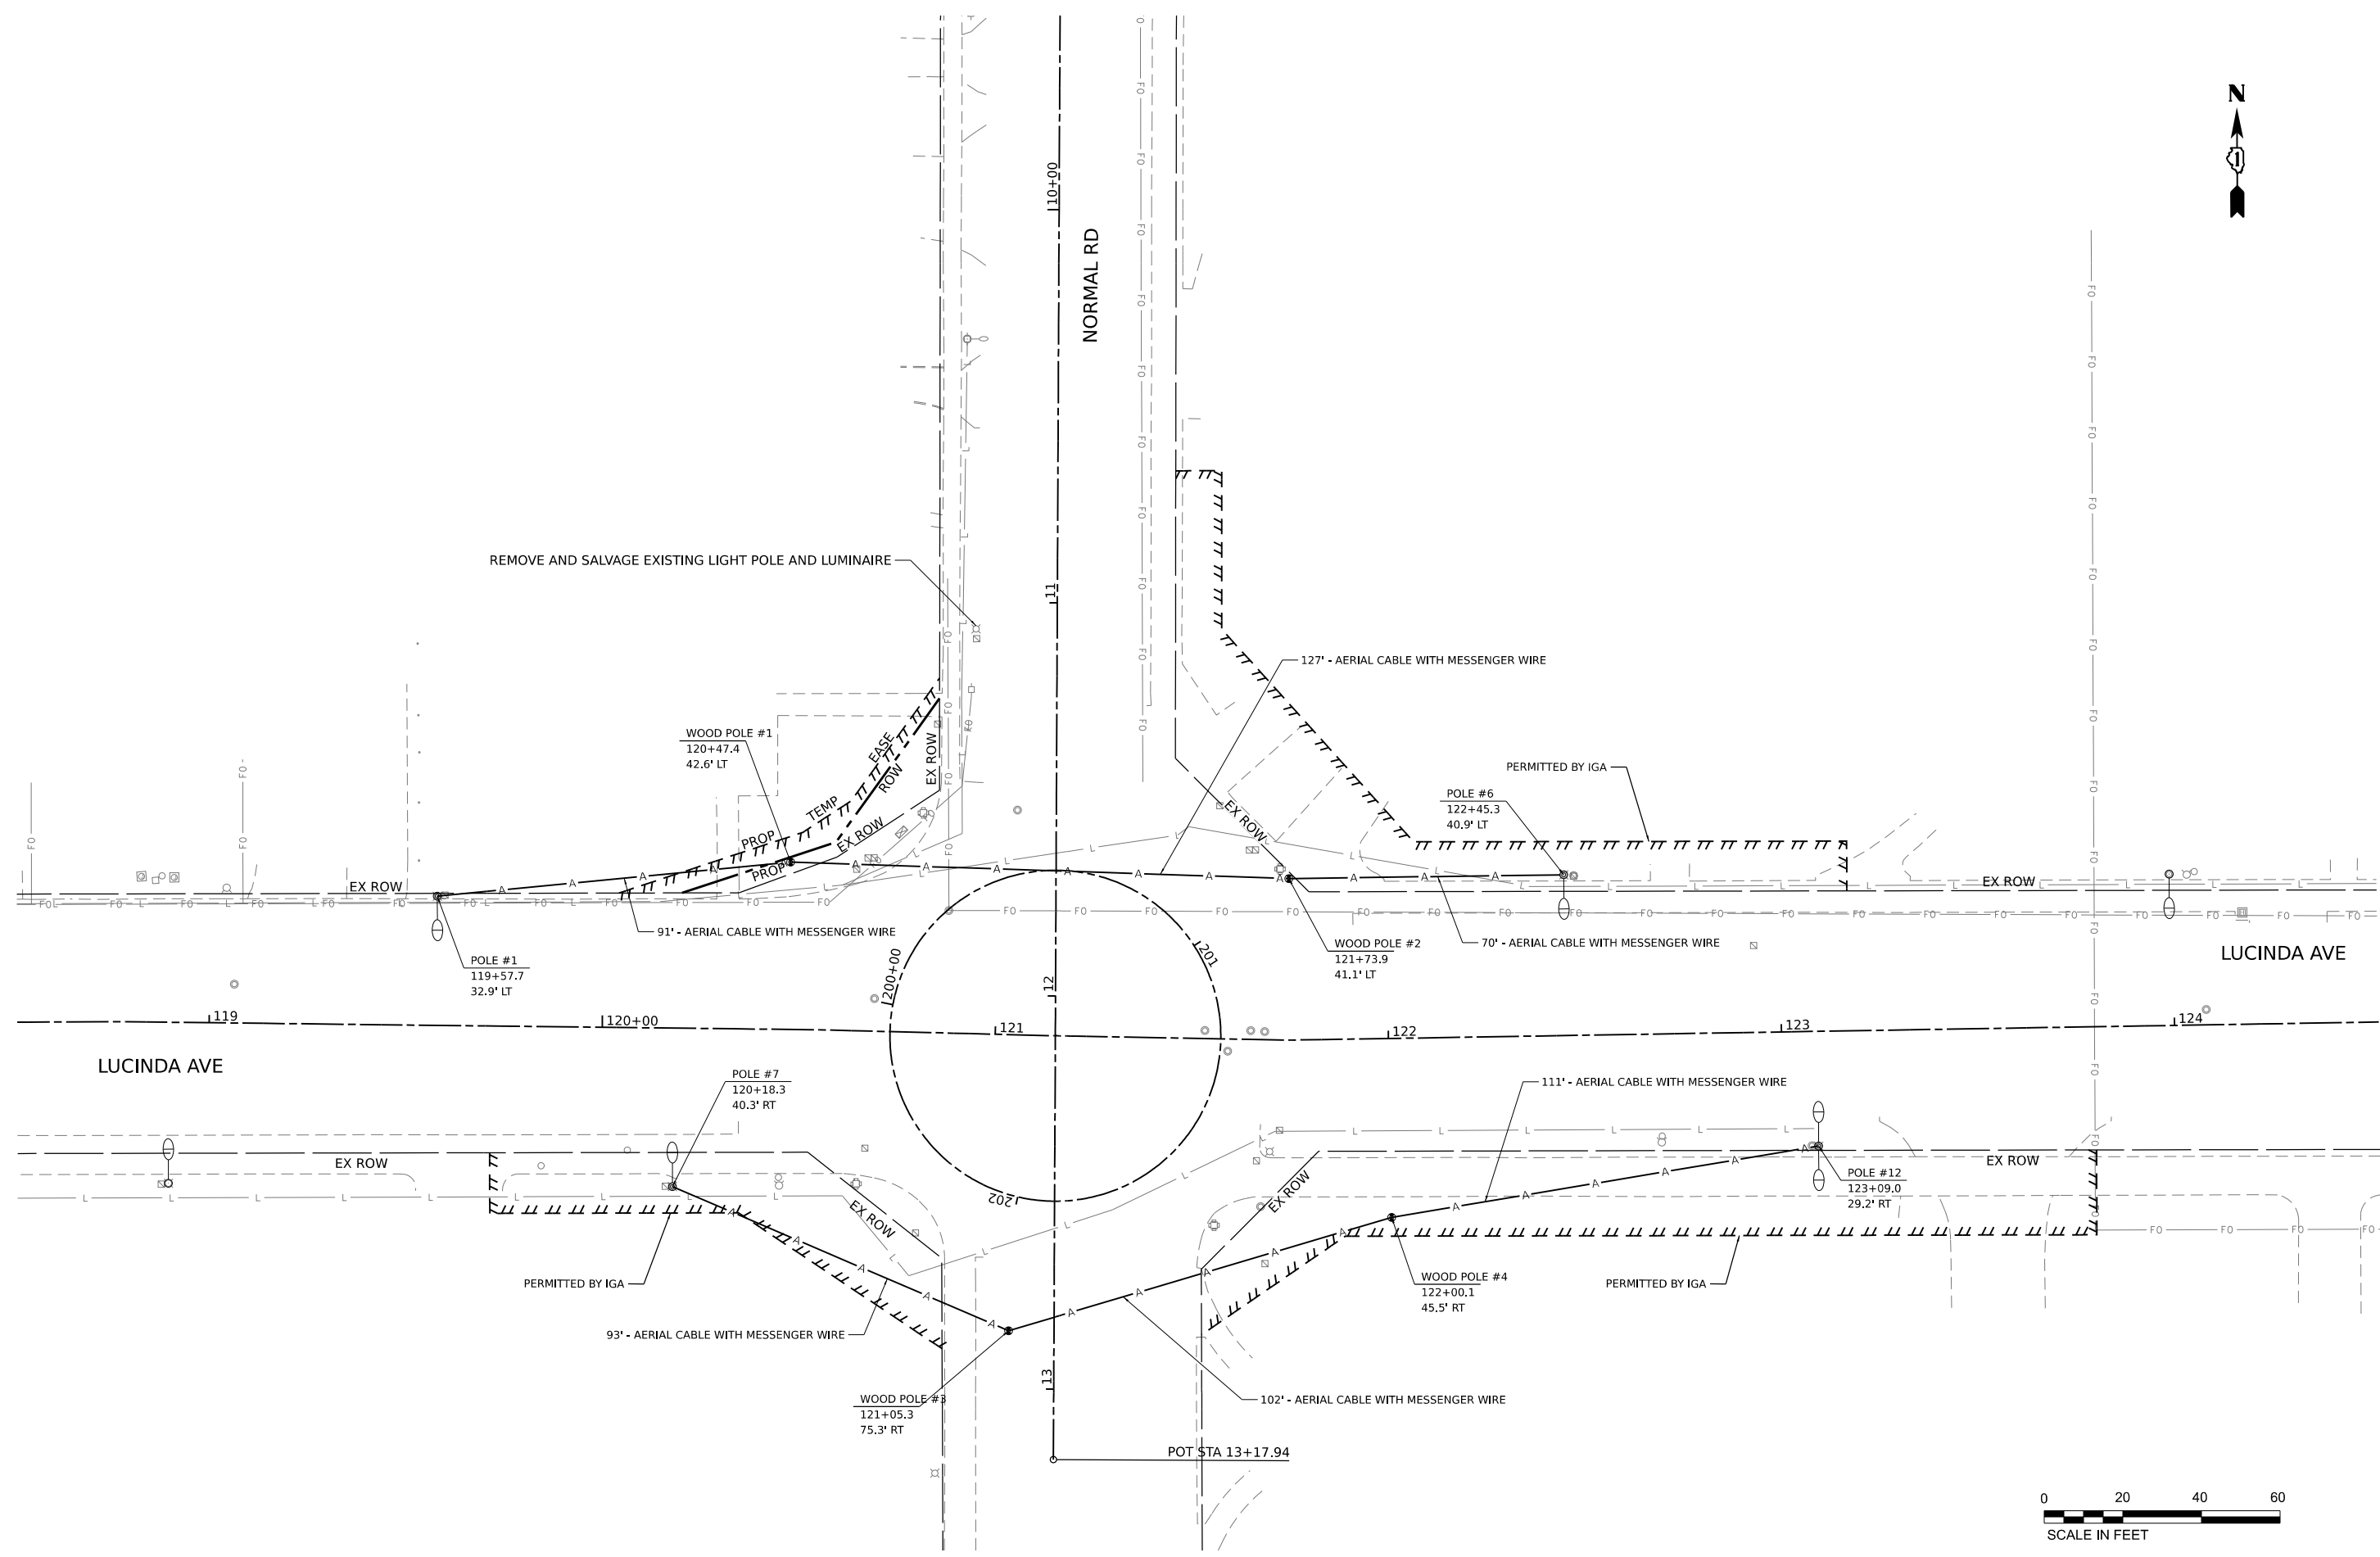 N
1
10+00
NORMAL RD
11
REMOVE AND SALVAGE EXISTING LIGHT POLE AND LUMINAIRE
127' - AERIAL CABLE WITH MESSENGER WIRE
WOOD POLE #1
120+47.4
42.6' LT
EASE
ROW
EX ROW
TEMP
PROP
EX ROW
PROP
EX ROW
PERMITTED BY IGA
POLE #6
122+45.3
40.9' LT
EX ROW
EX ROW
91' - AERIAL CABLE WITH MESSENGER WIRE
POLE #1
119+57.7
32.9' LT
WOOD POLE #2
121+73.9
41.1' LT
70' - AERIAL CABLE WITH MESSENGER WIRE
LUCINDA AVE
200+00
201
12
119
120+00
121
122
123
124
LUCINDA AVE
POLE #7
120+18.3
40.3' RT
111' - AERIAL CABLE WITH MESSENGER WIRE
EX ROW
202
EX ROW
EX ROW
EX ROW
POLE #12
123+09.0
29.2' RT
PERMITTED BY IGA
WOOD POLE #4
122+00.1
45.5' RT
PERMITTED BY IGA
93' - AERIAL CABLE WITH MESSENGER WIRE
13
WOOD POLE #3
121+05.3
75.3' RT
102' - AERIAL CABLE WITH MESSENGER WIRE
POT STA 13+17.94
0 20 40 60
SCALE IN FEET